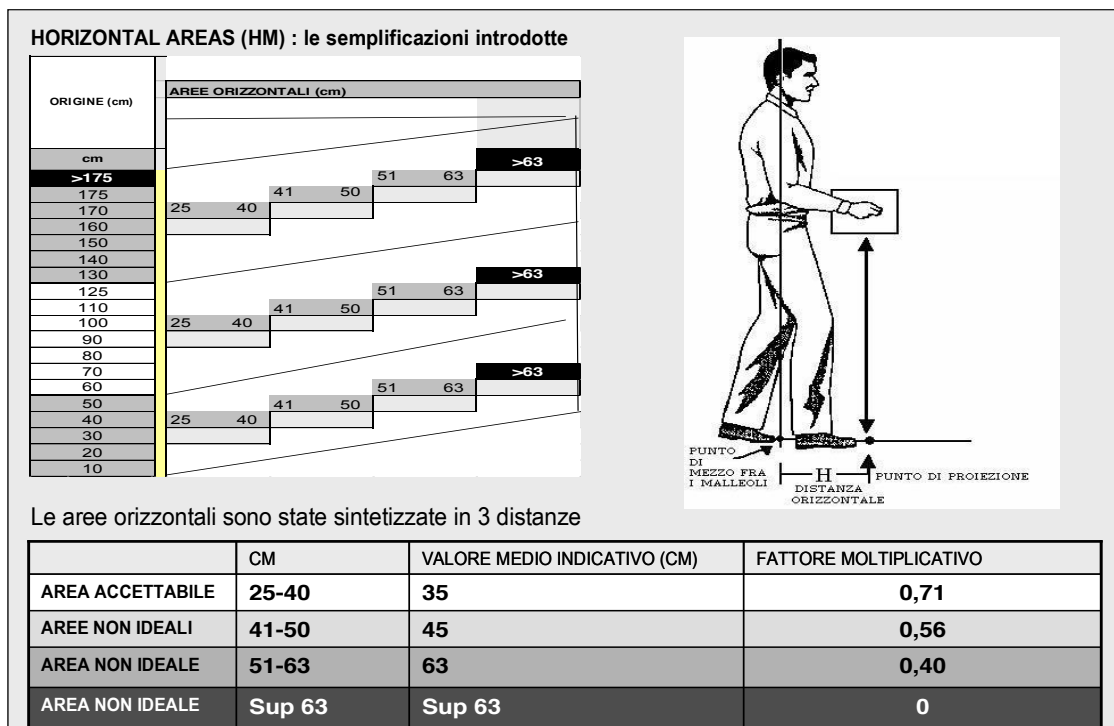 HORIZONTAL AREAS (HM) : le semplificazioni introdotte
ORIGINE (cm)
AREE ORIZZONTALI (cm)
cm
>63
>175
51 63
175
41 50
170
25 40
160
150
140
130
>63
125
51 63
110
41 50
100
25 40
90
80
70
>63
60
51 63
50
41 50
40
25 40
30
20
10
PUNTO
DI
MEZZO FRA
I MALLEOLI
H
DISTANZA
ORIZZONTALE
PUNTO DI PROIEZIONE
Le aree orizzontali sono state sintetizzate in 3 distanze
CM VALORE MEDIO INDICATIVO (CM) FATTORE MOLTIPLICATIVO
AREA ACCETTABILE 25-40 35 0,71
AREE NON IDEALI 41-50 45 0,56
AREA NON IDEALE 51-63 63 0,40
AREA NON IDEALE Sup 63 Sup 63 0